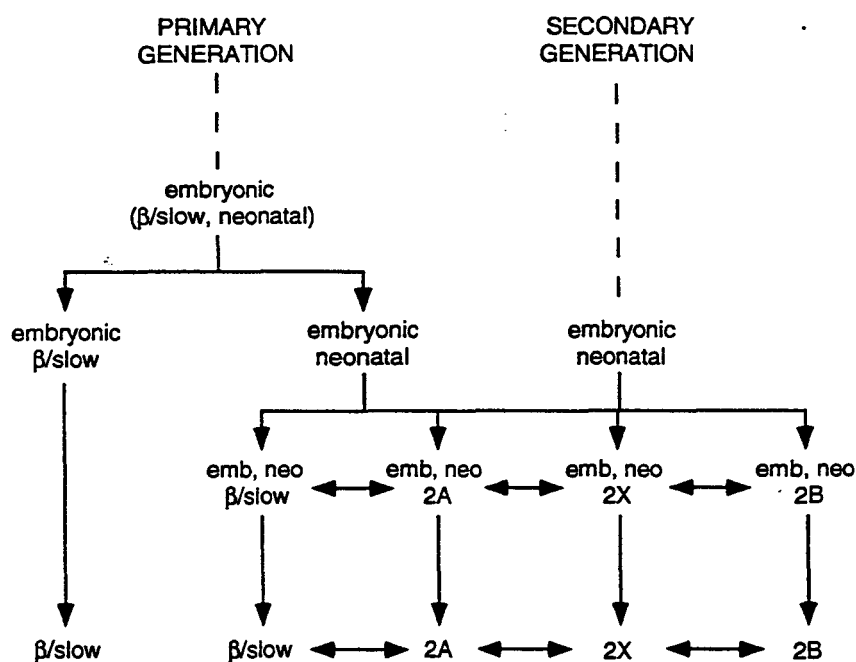 PRIMARY
GENERATION
SECONDARY
GENERATION
embryonic
(β/slow, neonatal)
embryonic
β/slow
embryonic
neonatal
embryonic
neonatal
emb, neo
β/slow
emb, neo
2A
emb, neo
2X
emb, neo
2B
β/slow
β/slow
2A
2X
2B